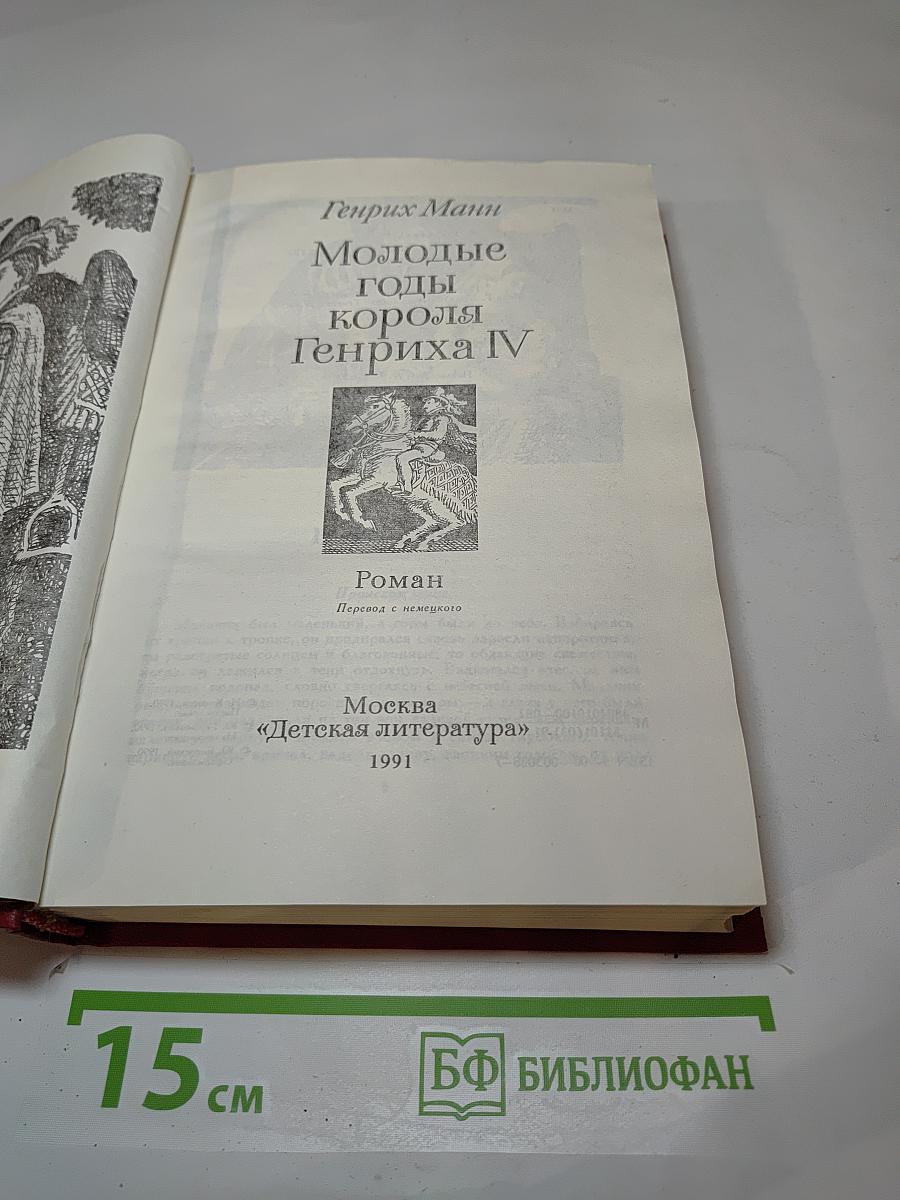 Генрих Манн
Молодые
годы
короля
Генриха IV
Роман
Перевод с немецкого
Москва
«Детская литература»
1991
15 см
БФ БИБЛИОФАН